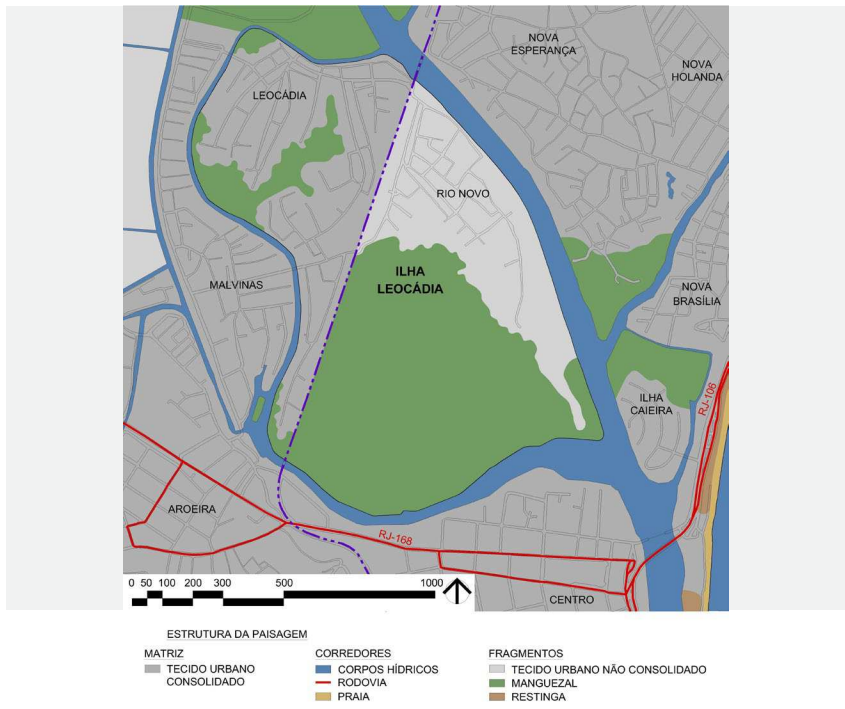 NOVA
ESPERANÇA
NOVA
HOLANDA
LEOCÁDIA
RIO NOVO
ILHA
LEOCÁDIA
MALVINAS
NOVA
BRASÍLIA
ILHA
CAIEIRA
RJ-106
AROEIRA
RJ-168
CENTRO
0 50 100 200 300 500 1000
ESTRUTURA DA PAISAGEM
MATRIZ
TECIDO URBANO
CONSOLIDADO
CORREDORES
CORPOS HÍDRICOS
RODOVIA
PRAIA
FRAGMENTOS
TECIDO URBANO NÃO CONSOLIDADO
MANGUEZAL
RESTINGA